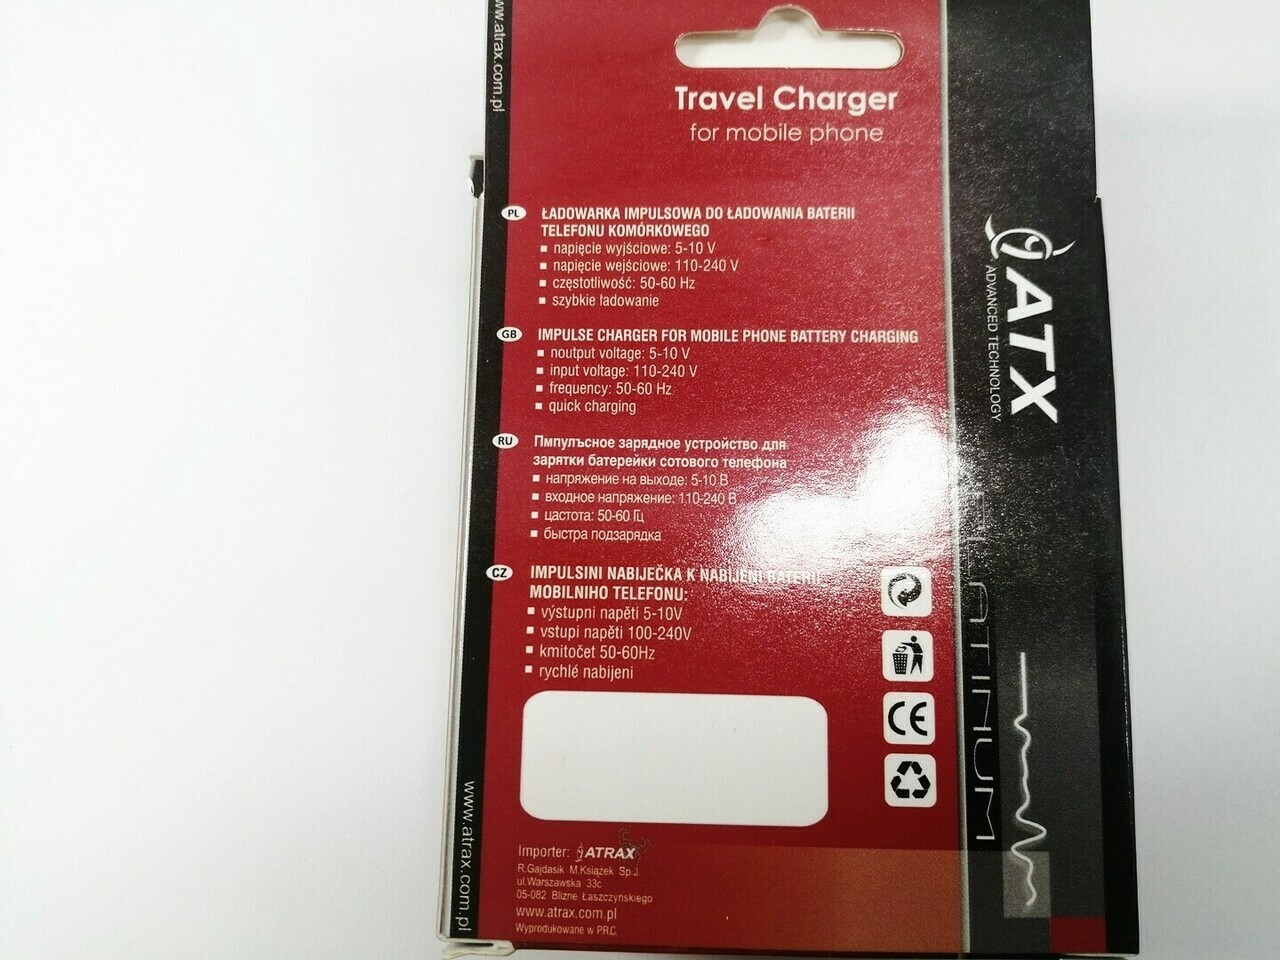 www.atrax.com.pl
Travel Charger
for mobile phone
PL ŁADOWARKA IMPULSOWA DO ŁADOWANIA BATERII
TELEFONU KOMÓRKOWEGO
napięcie wyjściowe: 5-10 V
napięcie wejściowe: 110-240 V
częstotliwość: 50-60 Hz
szybkie ładowanie
GB IMPULSE CHARGER FOR MOBILE PHONE BATTERY CHARGING
noutput voltage: 5-10 V
input voltage: 110-240 V
frequency: 50-60 Hz
quick charging
RU Пмпулъсное зарядное устройство для
зарятки батерейки сотового телефона
напряжение на выходе: 5-10 В
входное напряжение: 110-240 В
цастота: 50-60 Гц
быстра подзарядка
CZ IMPULSINI NABIJEČKA K NABIJENI BATERII
MOBILNIHO TELEFONU:
výstupni napěti 5-10V
vstupi napěti 100-240V
kmitočet 50-60Hz
rychlé nabijeni
CE
Importer: ATRAX
R.Gajdasik M.Książek Sp.J.
ul.Warszawska 33c
05-082 Blizne Łaszczyńskiego
www.atrax.com.pl
Wyprodukowane w P.R.C.
www.atrax.com.pl
ATX
ADVANCED TECHNOLOGY
PLATINUM